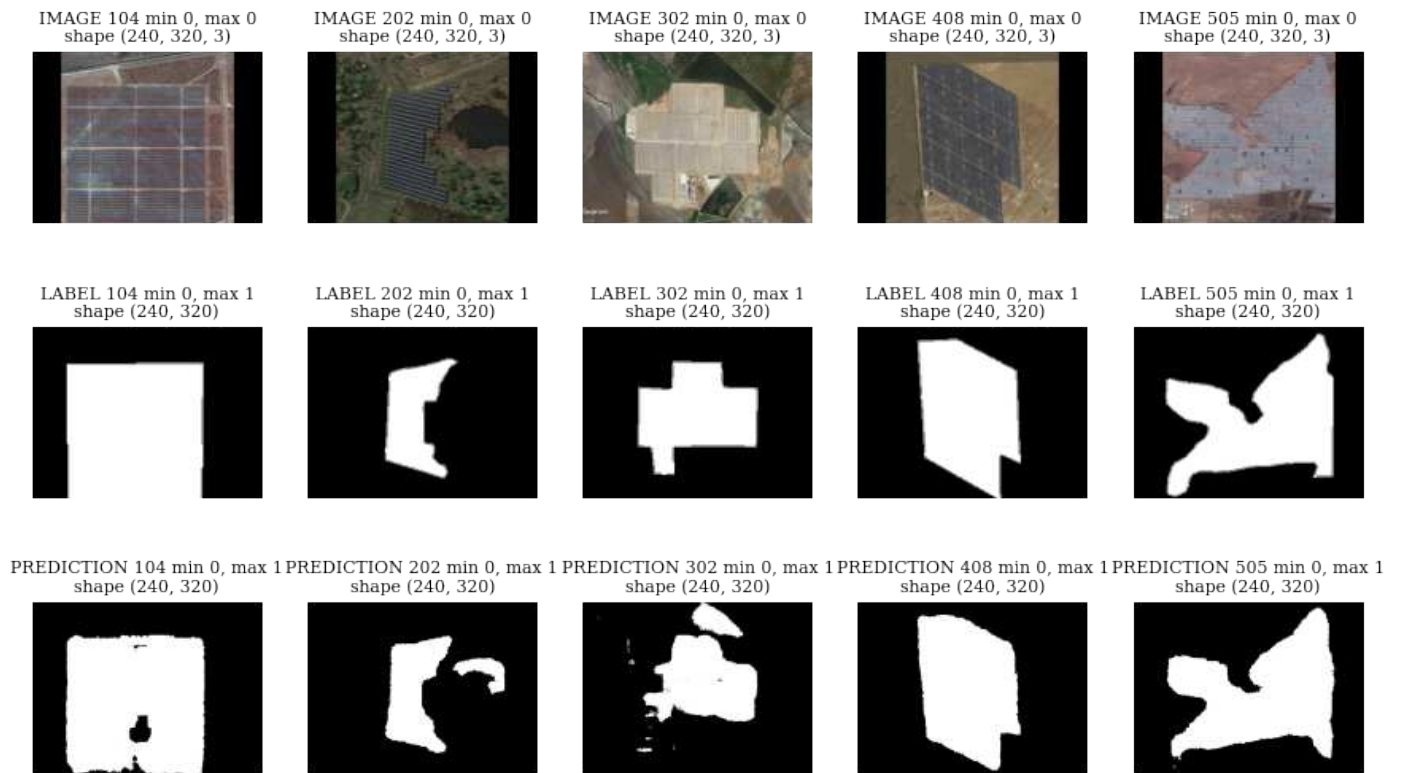 IMAGE 104 min 0, max 0
shape (240, 320, 3)
IMAGE 202 min 0, max 0
shape (240, 320, 3)
IMAGE 302 min 0, max 0
shape (240, 320, 3)
IMAGE 408 min 0, max 0
shape (240, 320, 3)
IMAGE 505 min 0, max 0
shape (240, 320, 3)
LABEL 104 min 0, max 1
shape (240, 320)
LABEL 202 min 0, max 1
shape (240, 320)
LABEL 302 min 0, max 1
shape (240, 320)
LABEL 408 min 0, max 1
shape (240, 320)
LABEL 505 min 0, max 1
shape (240, 320)
PREDICTION 104 min 0, max 1
shape (240, 320)
PREDICTION 202 min 0, max 1
shape (240, 320)
PREDICTION 302 min 0, max 1
shape (240, 320)
PREDICTION 408 min 0, max 1
shape (240, 320)
PREDICTION 505 min 0, max 1
shape (240, 320)